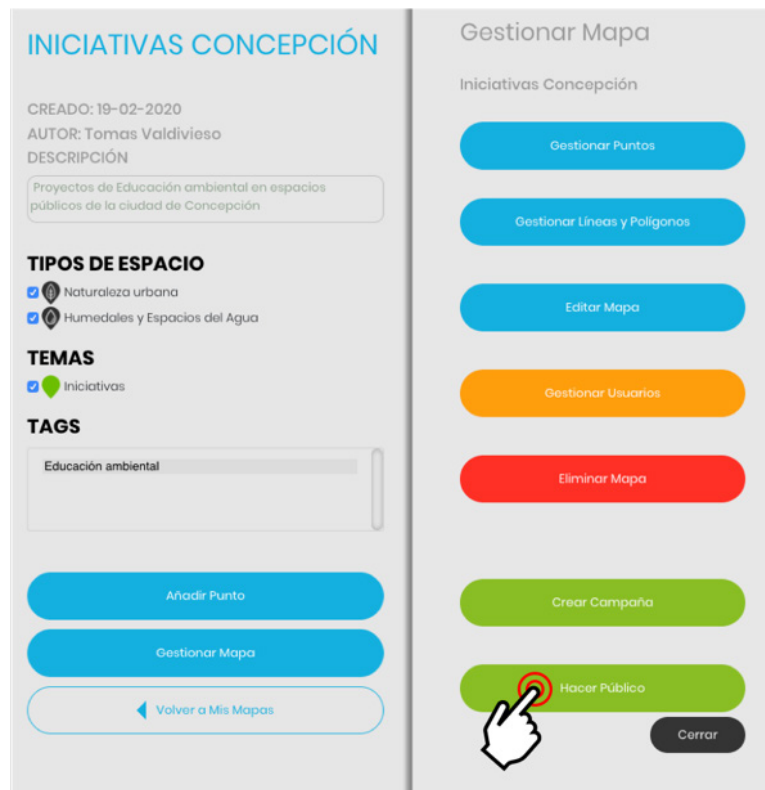 INICIATIVAS CONCEPCIÓN
CREADO: 19-02-2020
AUTOR: Tomas Valdivieso
DESCRIPCIÓN
Proyectos de Educación ambiental en espacios
públicos de la ciudad de Concepción
TIPOS DE ESPACIO
Naturaleza urbana
Humedales y Espacios del Agua
TEMAS
Iniciativas
TAGS
Educación ambiental
Añadir Punto
Gestionar Mapa
Volver a Mis Mapas
Gestionar Mapa
Iniciativas Concepción
Gestionar Puntos
Gestionar Líneas y Polígonos
Editar Mapa
Gestionar Usuarios
Eliminar Mapa
Crear Campaña
Hacer Público
Cerrar